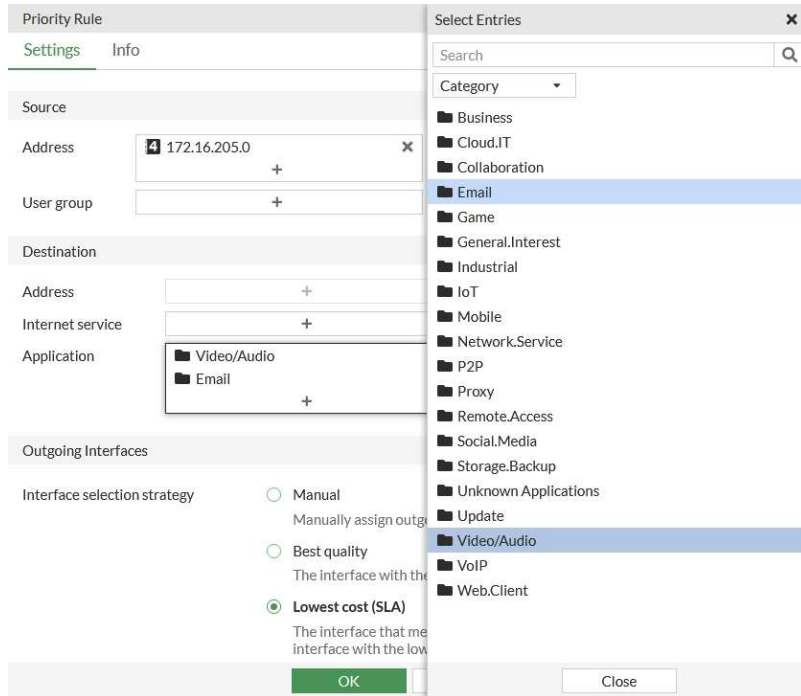 Priority Rule
Settings Info
Source
Address 4 172.16.205.0
+
User group +
Destination
Address +
Internet service +
Application Video/Audio
Email
+
Outgoing Interfaces
Interface selection strategy Manual
Manually assign outg
Best quality
The interface with the
Lowest cost (SLA)
The interface that me
interface with the low
OK
Select Entries
Search
Category
Business
Cloud.IT
Collaboration
Email
Game
General.Interest
Industrial
IoT
Mobile
Network.Service
P2P
Proxy
Remote.Access
Social.Media
Storage.Backup
Unknown Applications
Update
Video/Audio
VoIP
Web.Client
Close